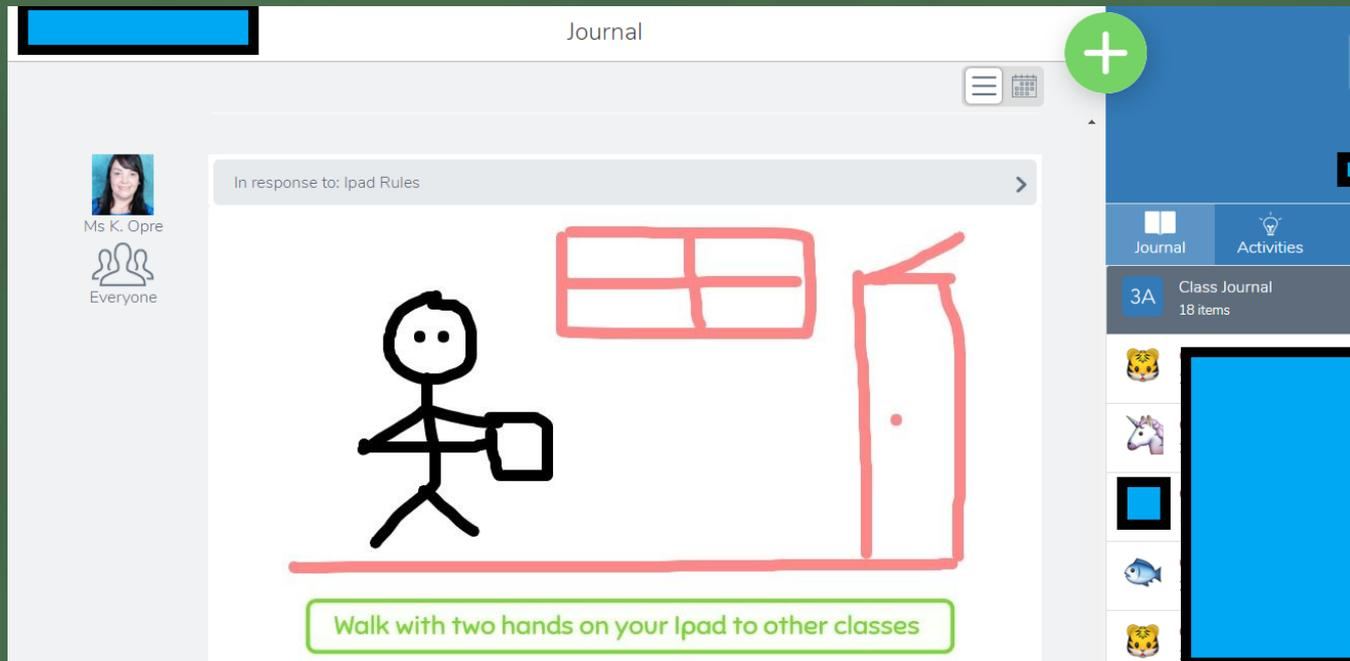 Journal
In response to: Ipad Rules
Ms K. Opre
Everyone
Walk with two hands on your Ipad to other classes
Journal
Activities
3A
Class Journal
18 items